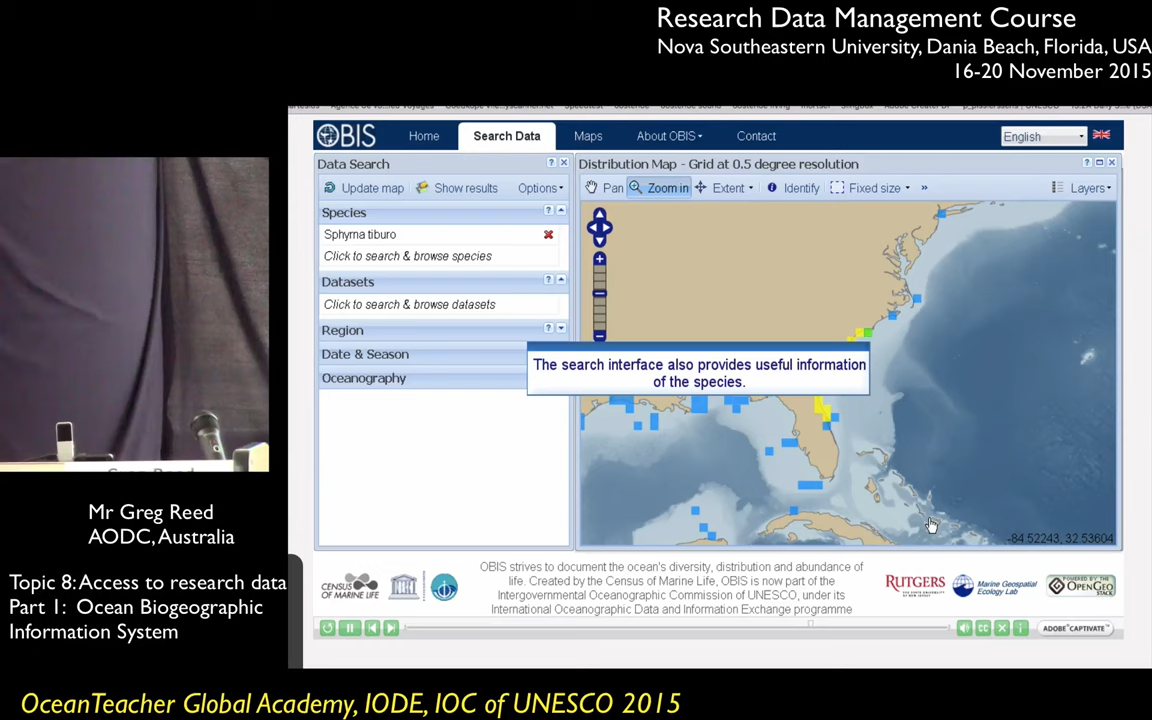 Research Data Management Course
Nova Southeastern University, Dania Beach, Florida, USA
16-20 November 2015
OBIS
Home
Search Data
Maps
About OBIS
Contact
English
Data Search
Distribution Map - Grid at 0.5 degree resolution
Update map
Show results
Options
Pan
Zoom in
Extent
Identify
Fixed size
»
Layers
Species
Sphyrna tiburo
Click to search & browse species
Datasets
Click to search & browse datasets
Region
Date & Season
Oceanography
The search interface also provides useful information
of the species.
-84.52243, 32.53604
CENSUS
OF MARINE LIFE
OBIS strives to document the ocean's diversity, distribution and abundance of
life. Created by the Census of Marine Life, OBIS is now part of the
Intergovernmental Oceanographic Commission of UNESCO, under its
International Oceanographic Data and Information Exchange programme
RUTGERS
Marine Geospatial
Ecology Lab
POWERED BY THE
OPENGEO
STACK
CC
ADOBE CAPTIVATE™
Mr Greg Reed
AODC, Australia
Topic 8: Access to research data
Part 1: Ocean Biogeographic
Information System
OceanTeacher Global Academy, IODE, IOC of UNESCO 2015